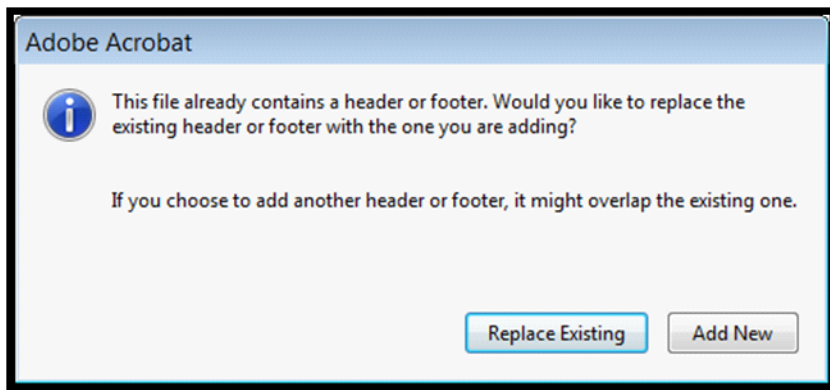 Adobe Acrobat
This file already contains a header or footer. Would you like to replace the
existing header or footer with the one you are adding?
If you choose to add another header or footer, it might overlap the existing one.
Replace Existing
Add New